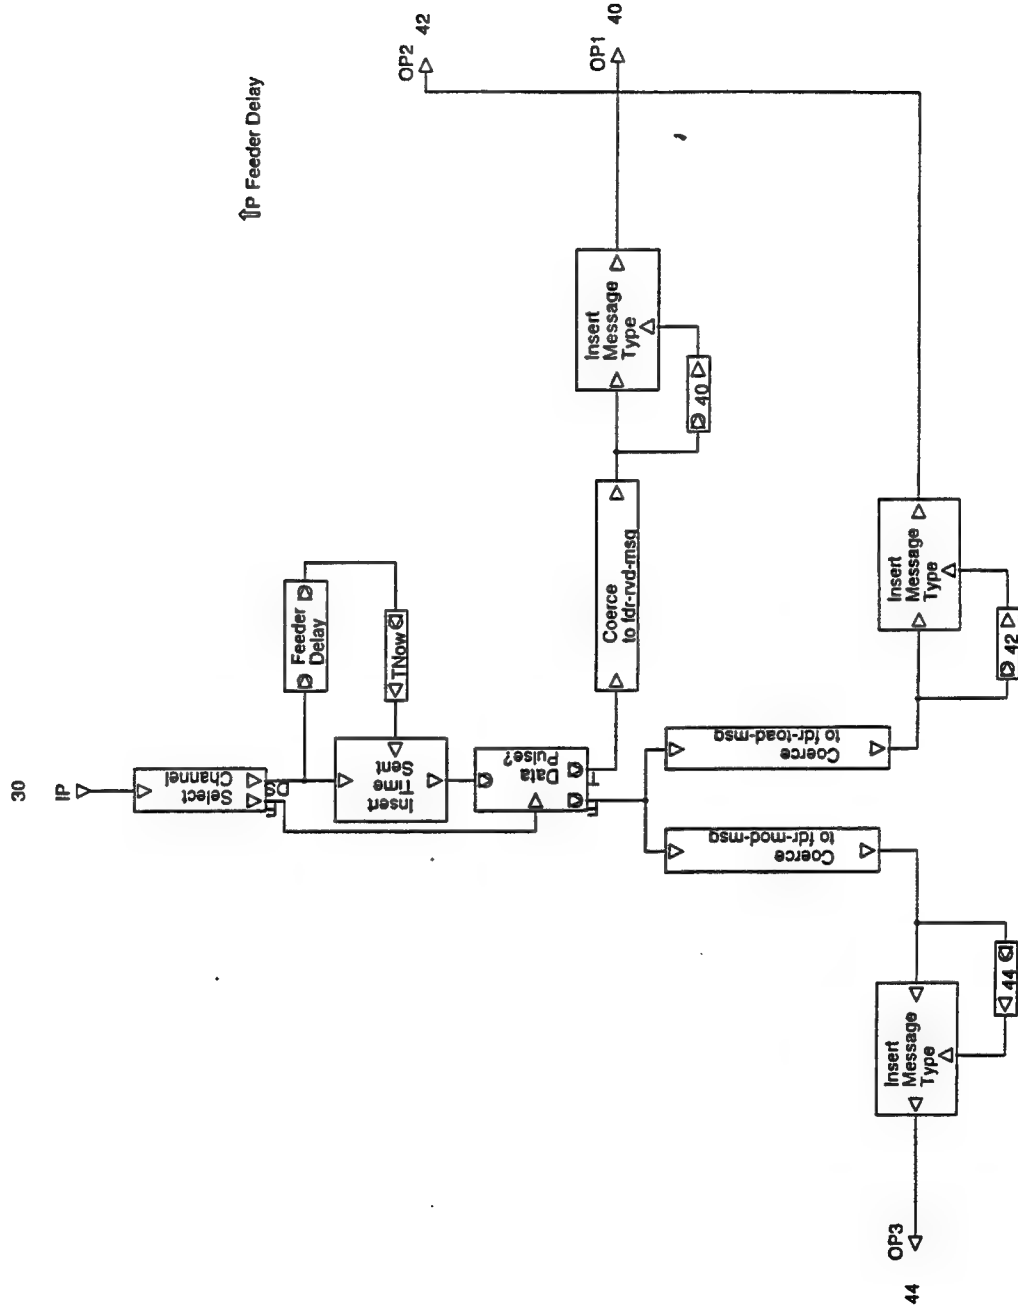 30
IP
Select
Channel
F
DS
Feeder
Delay
TNow
Insert
Time
Sent
Data
Pulse?
F
T
Coerce
to fdr-rvd-msg
Insert
Message
Type
40
OP1 40
OP2 42
⇑P Feeder Delay
Coerce
to fdr-toad-msg
Insert
Message
Type
42
Coerce
to fdr-mod-msg
Insert
Message
Type
44
OP3
44